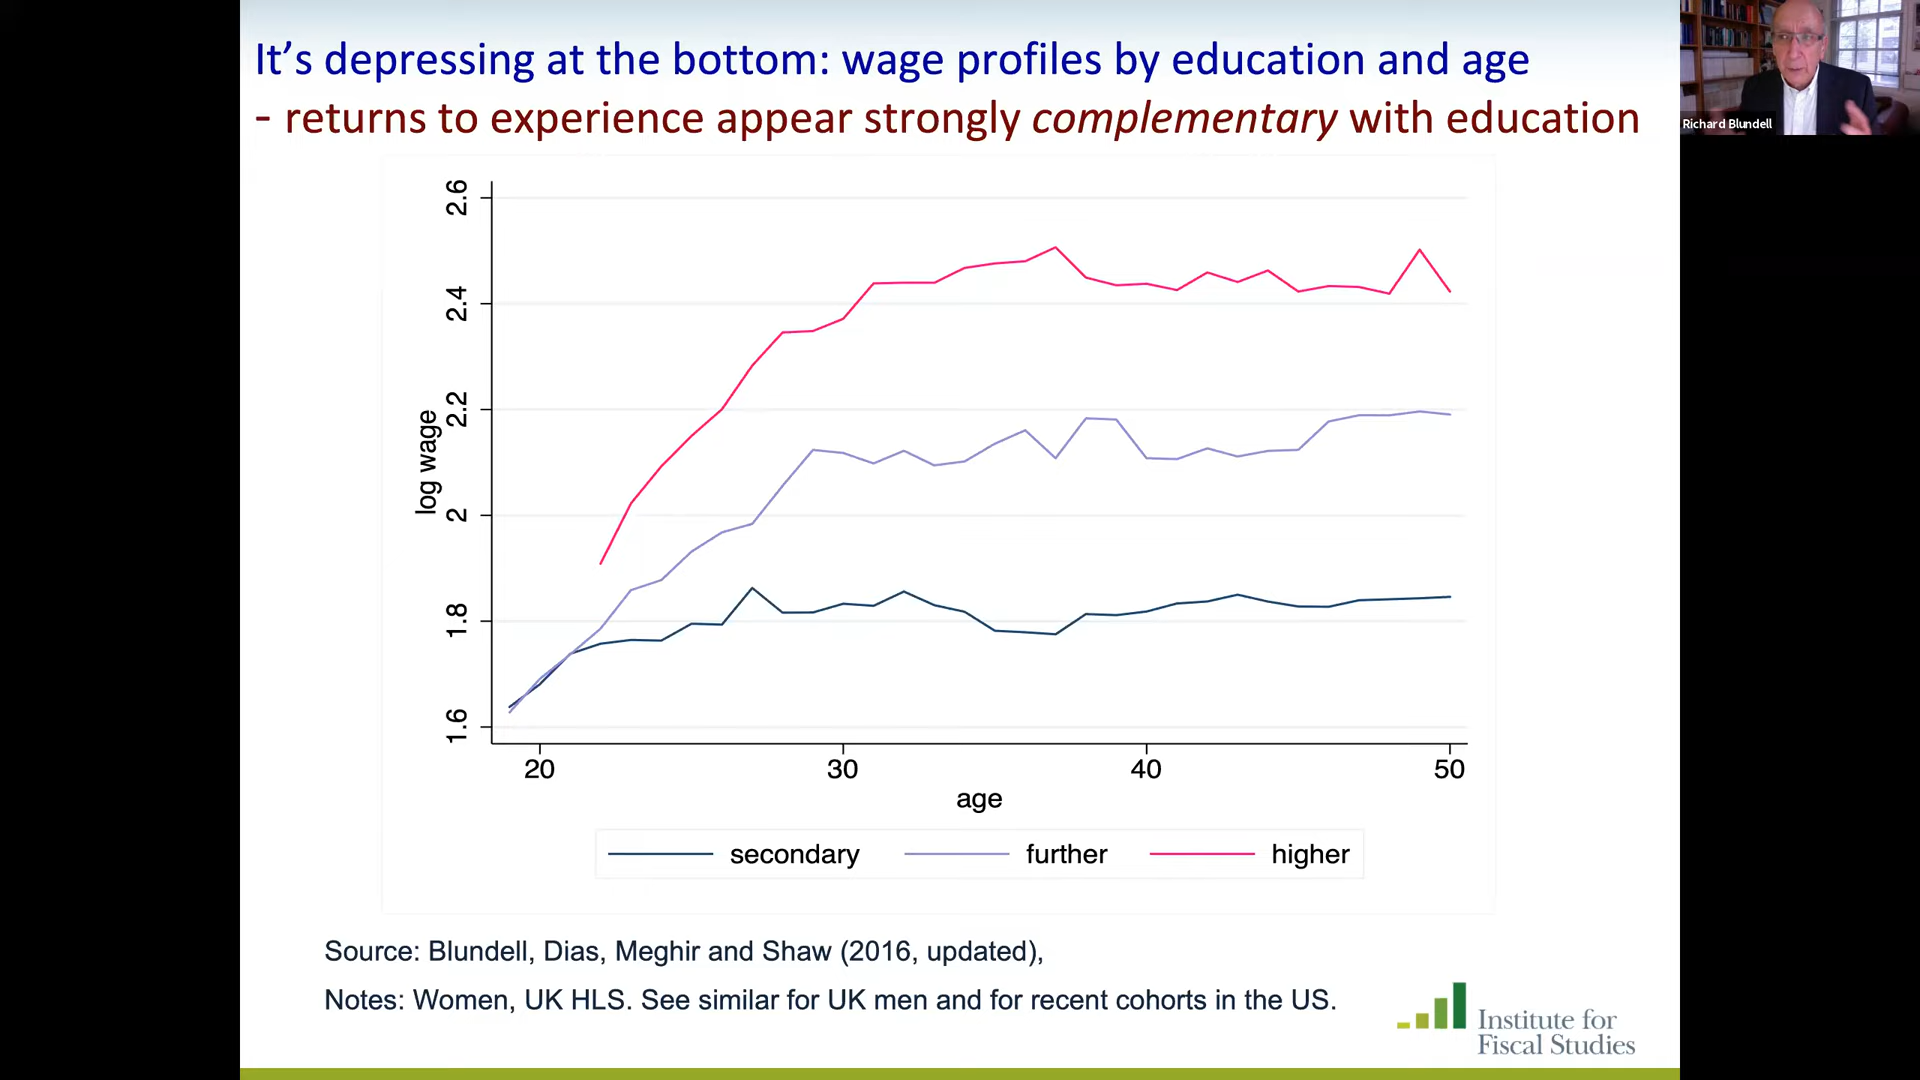 It’s depressing at the bottom: wage profiles by education and age
- returns to experience appear strongly complementary with education
Richard Blundell
2.6
2.4
2.2
2
1.8
1.6
log wage
20 30 40 50
age
secondary further higher
Source: Blundell, Dias, Meghir and Shaw (2016, updated),
Notes: Women, UK HLS. See similar for UK men and for recent cohorts in the US.
Institute for
Fiscal Studies